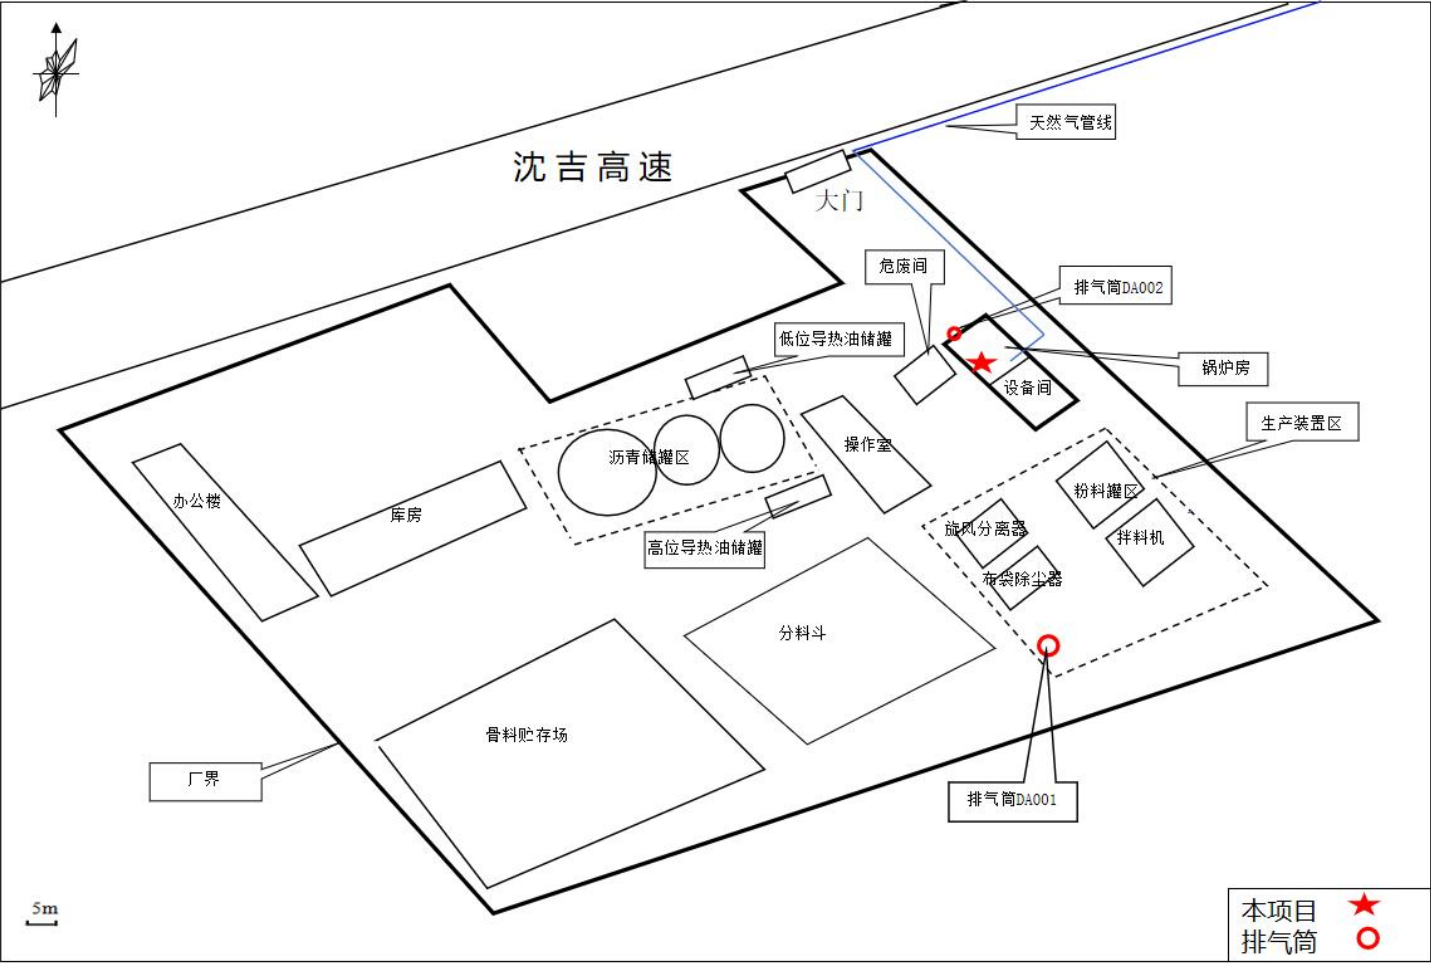 天然气管线
沈吉高速
大门
危废间
排气筒DA002
低位导热油储罐
锅炉房
设备间
生产装置区
操作室
沥青储罐区
粉料罐区
办公楼
库房
旋风分离器
拌料机
高位导热油储罐
布袋除尘器
分料斗
骨料贮存场
厂界
排气筒DA001
5m
本项目
排气筒